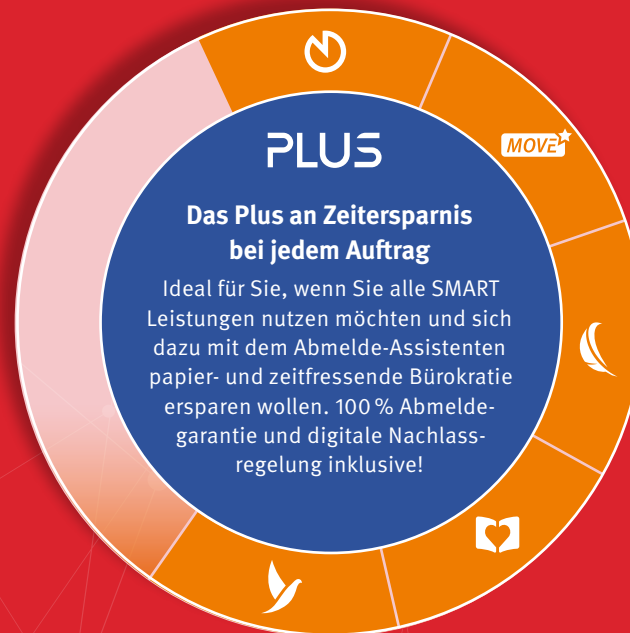 MOVE
PLUS
Das Plus an Zeitersparnis
bei jedem Auftrag
Ideal für Sie, wenn Sie alle SMART
Leistungen nutzen möchten und sich
dazu mit dem Abmelde-Assistenten
papier- und zeitfressende Bürokratie
ersparen wollen. 100 % Abmelde-
garantie und digitale Nachlass-
regelung inklusive!